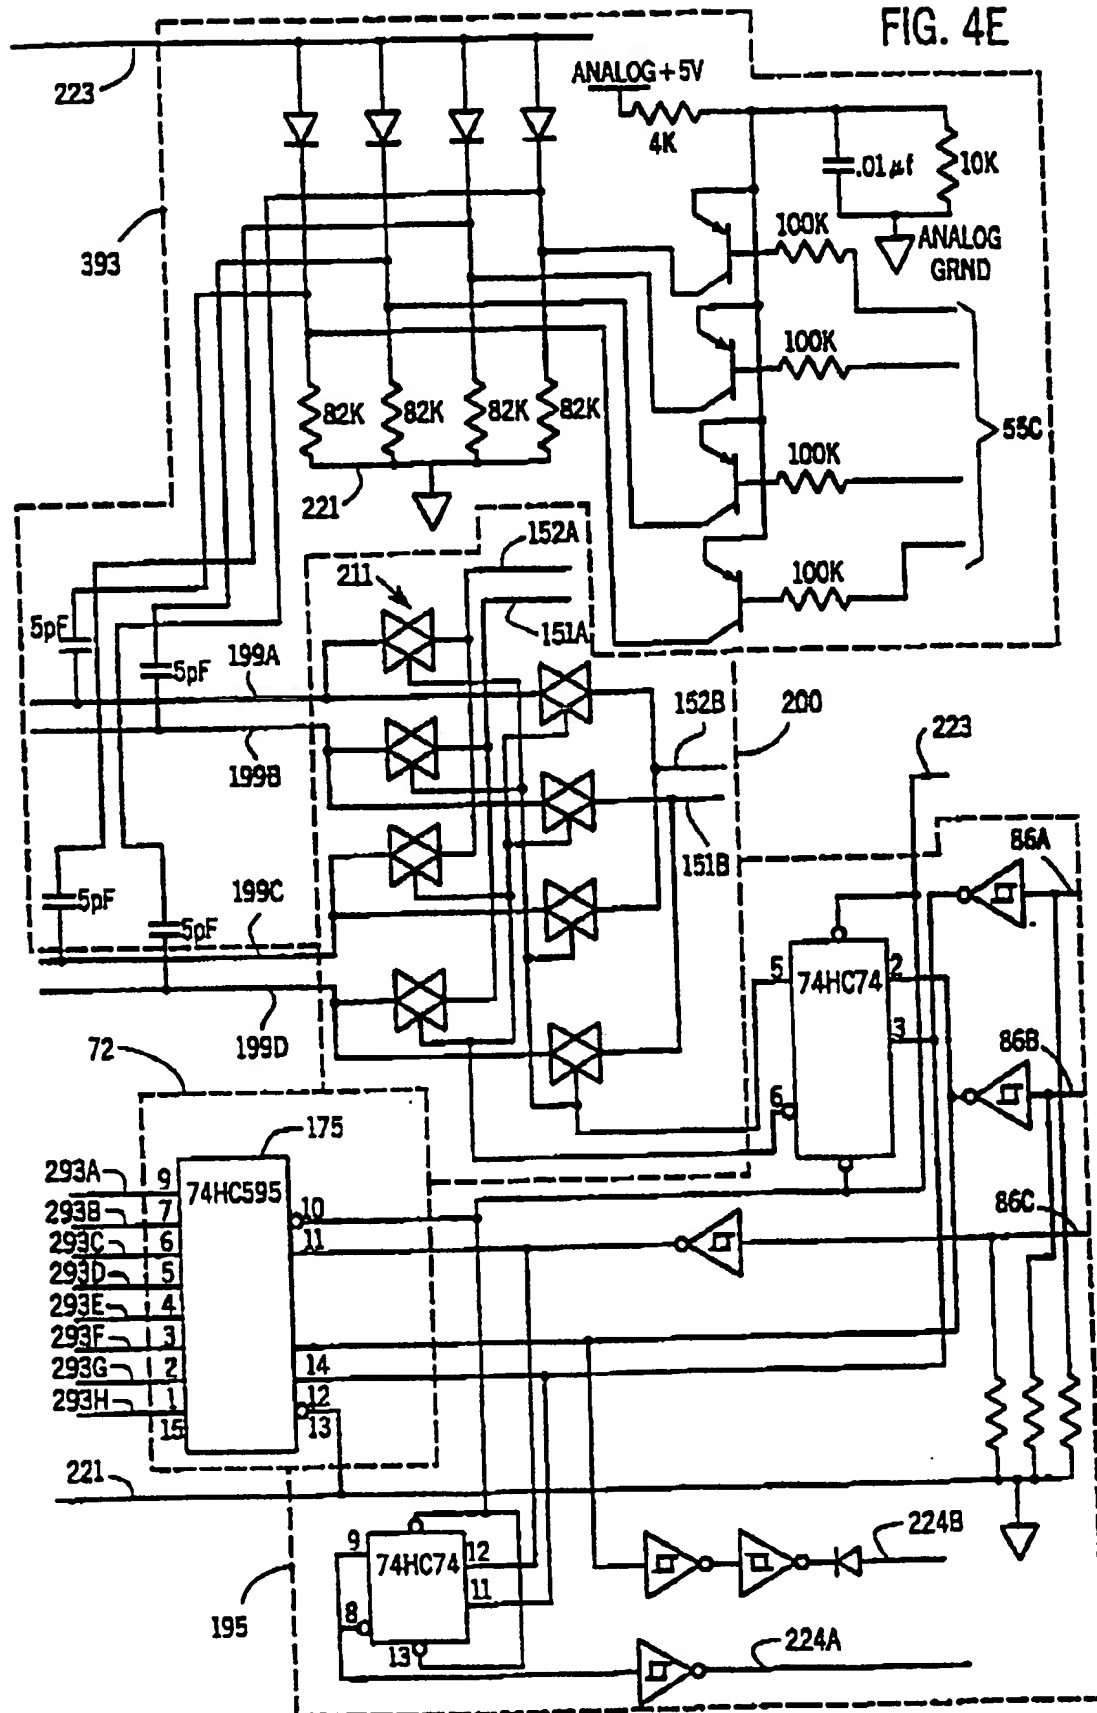 FIG. 4E
223
ANALOG +5V
4K
.01 µf
10K
393
100K
ANALOG
GRND
100K
82K
82K
82K
82K
55C
100K
221
152A
211
100K
5pF
151A
199A
5pF
152B
200
199B
223
151B
86A
5pF
199C
5pF
5
74HC74
2
3
199D
86B
72
6
175
293A
9
74HC595
293B
7
10
86C
293C
6
11
293D
5
293E
4
293F
3
293G
2
14
293H
1
12
15
13
221
9
74HC74
12
224B
11
195
8
13
224A